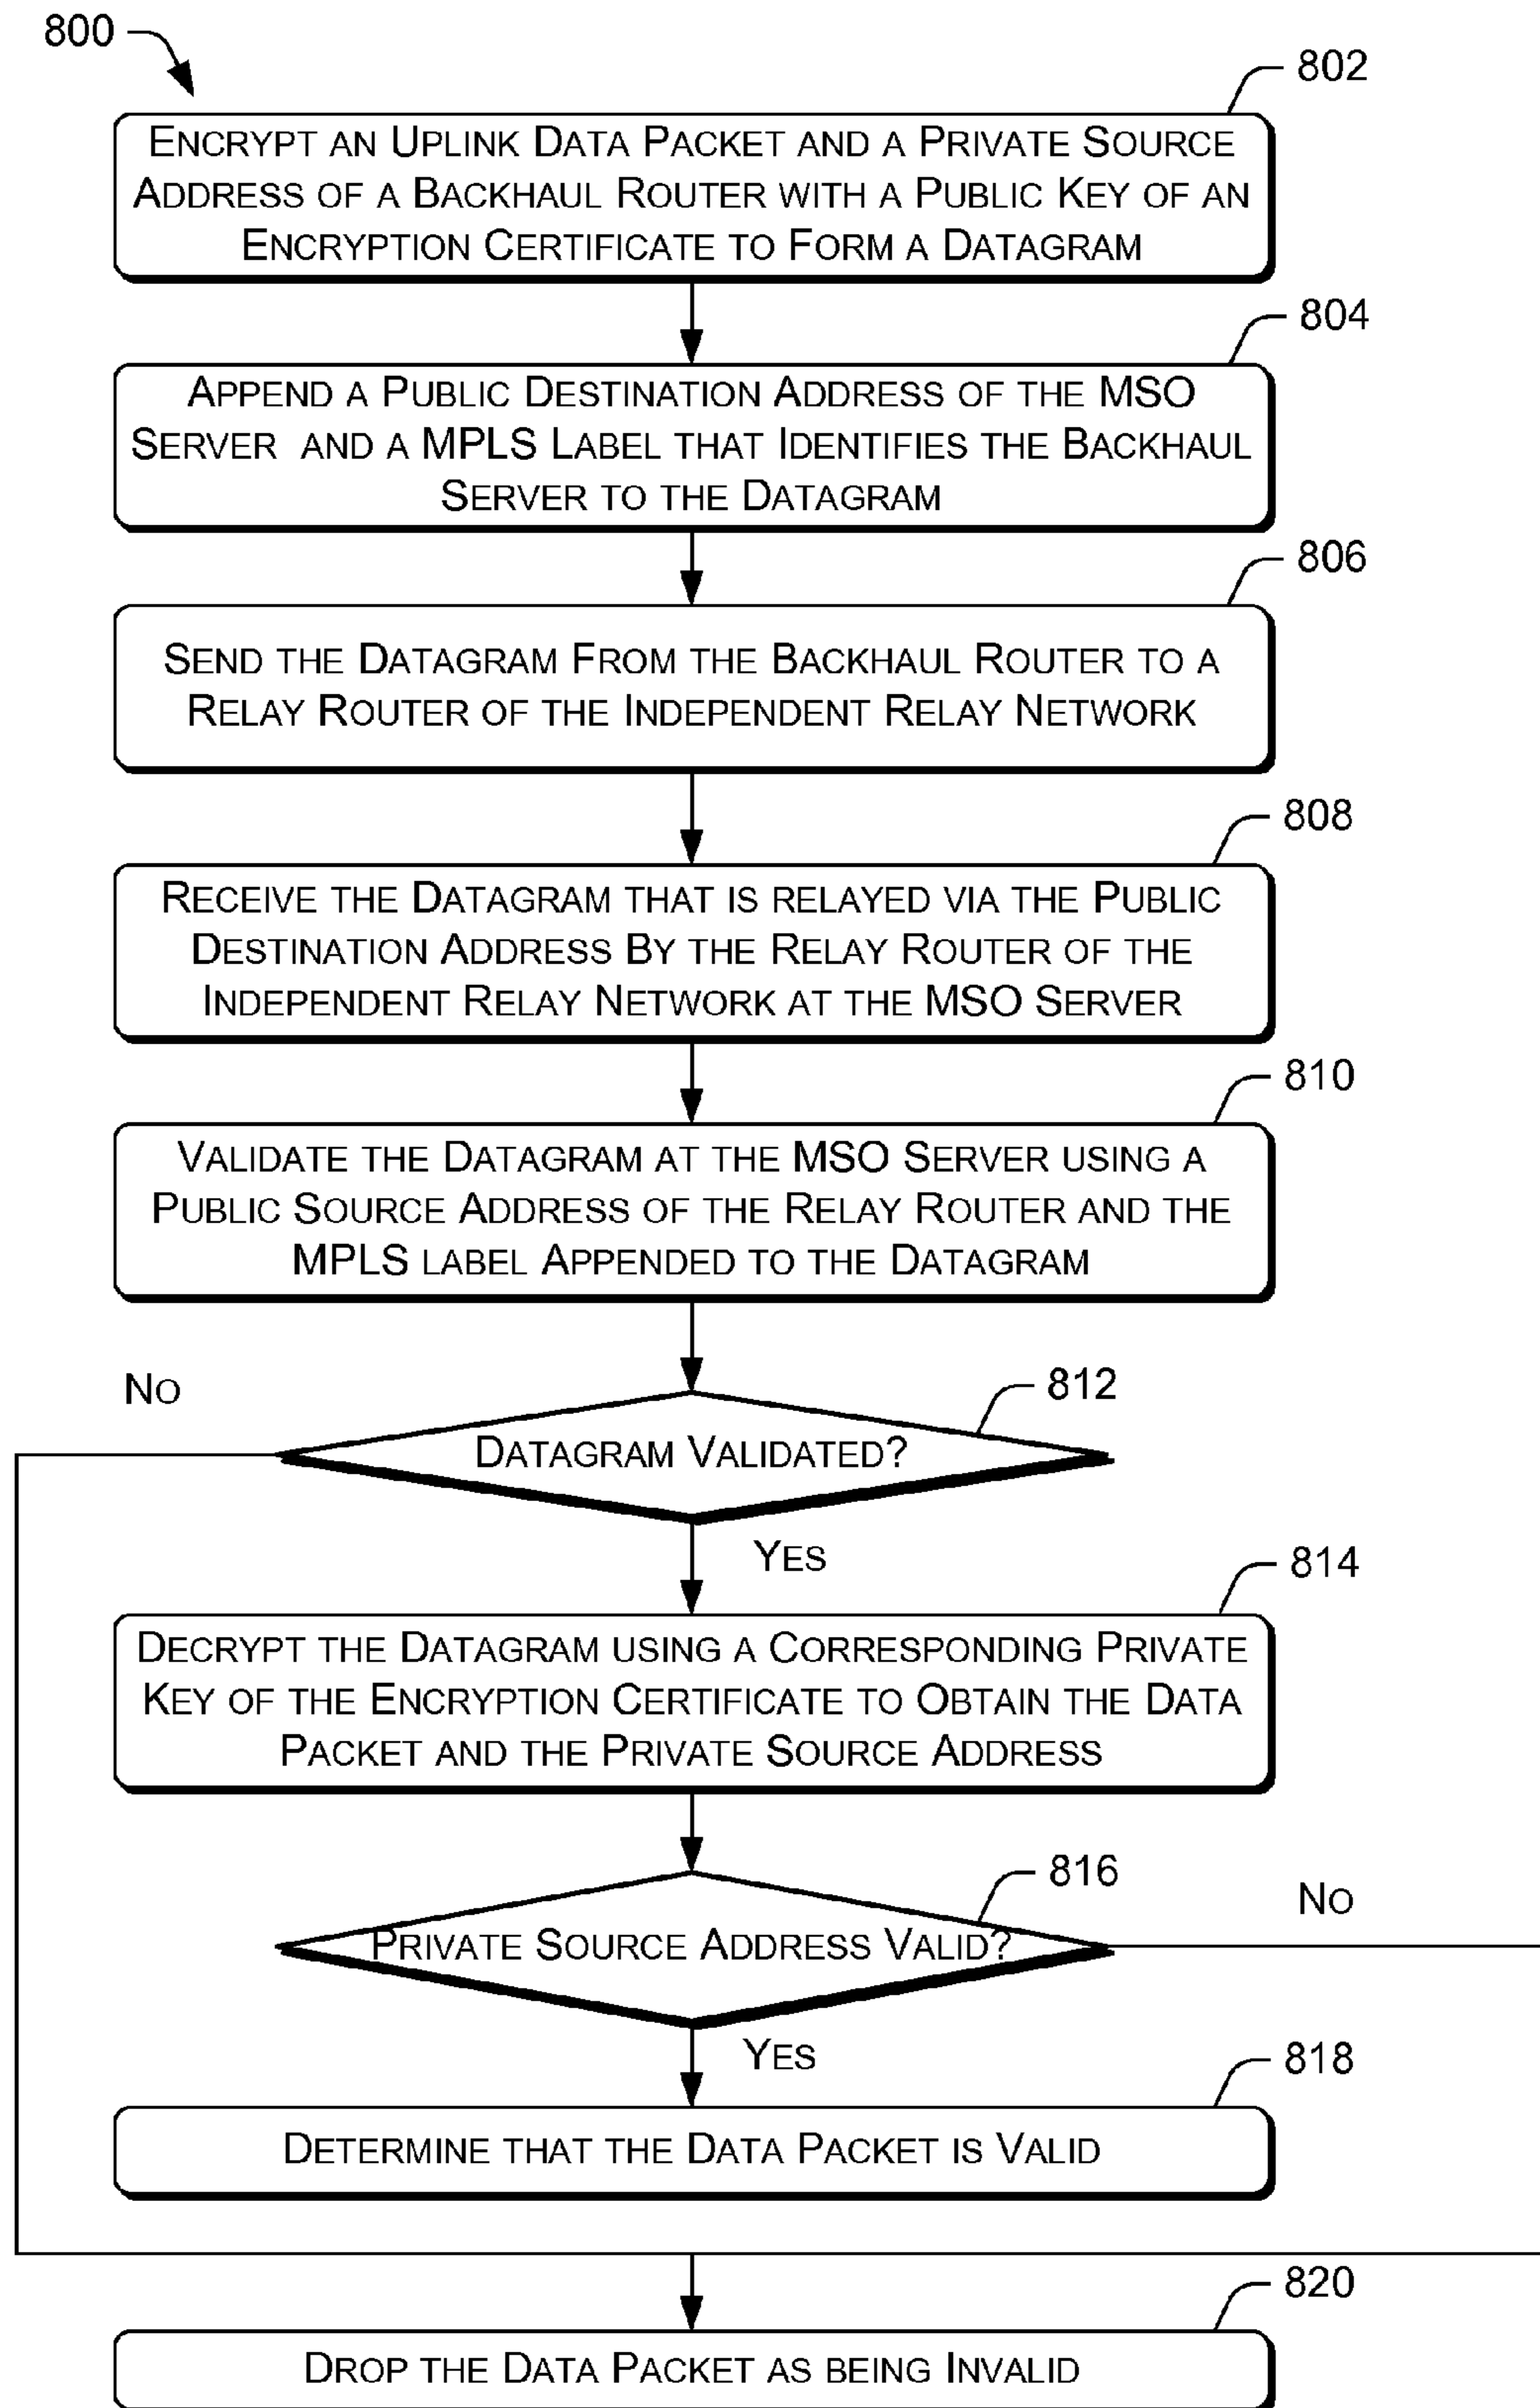 800
802
ENCRYPT AN UPLINK DATA PACKET AND A PRIVATE SOURCE
ADDRESS OF A BACKHAUL ROUTER WITH A PUBLIC KEY OF AN
ENCRYPTION CERTIFICATE TO FORM A DATAGRAM
804
APPEND A PUBLIC DESTINATION ADDRESS OF THE MSO
SERVER AND A MPLS LABEL THAT IDENTIFIES THE BACKHAUL
SERVER TO THE DATAGRAM
806
SEND THE DATAGRAM FROM THE BACKHAUL ROUTER TO A
RELAY ROUTER OF THE INDEPENDENT RELAY NETWORK
808
RECEIVE THE DATAGRAM THAT IS RELAYED VIA THE PUBLIC
DESTINATION ADDRESS BY THE RELAY ROUTER OF THE
INDEPENDENT RELAY NETWORK AT THE MSO SERVER
810
VALIDATE THE DATAGRAM AT THE MSO SERVER USING A
PUBLIC SOURCE ADDRESS OF THE RELAY ROUTER AND THE
MPLS LABEL APPENDED TO THE DATAGRAM
NO
812
DATAGRAM VALIDATED?
YES
814
DECRYPT THE DATAGRAM USING A CORRESPONDING PRIVATE
KEY OF THE ENCRYPTION CERTIFICATE TO OBTAIN THE DATA
PACKET AND THE PRIVATE SOURCE ADDRESS
816
NO
PRIVATE SOURCE ADDRESS VALID?
YES
818
DETERMINE THAT THE DATA PACKET IS VALID
820
DROP THE DATA PACKET AS BEING INVALID